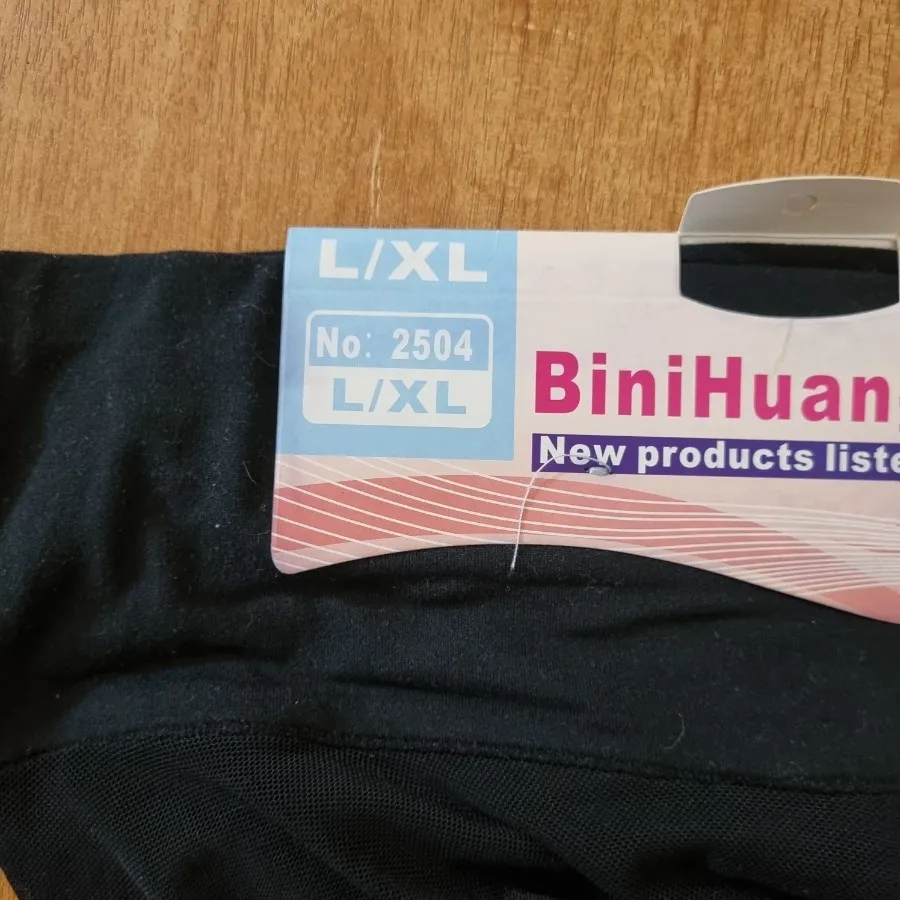 L/XL
No: 2504
L/XL
BiniHuan
New products liste